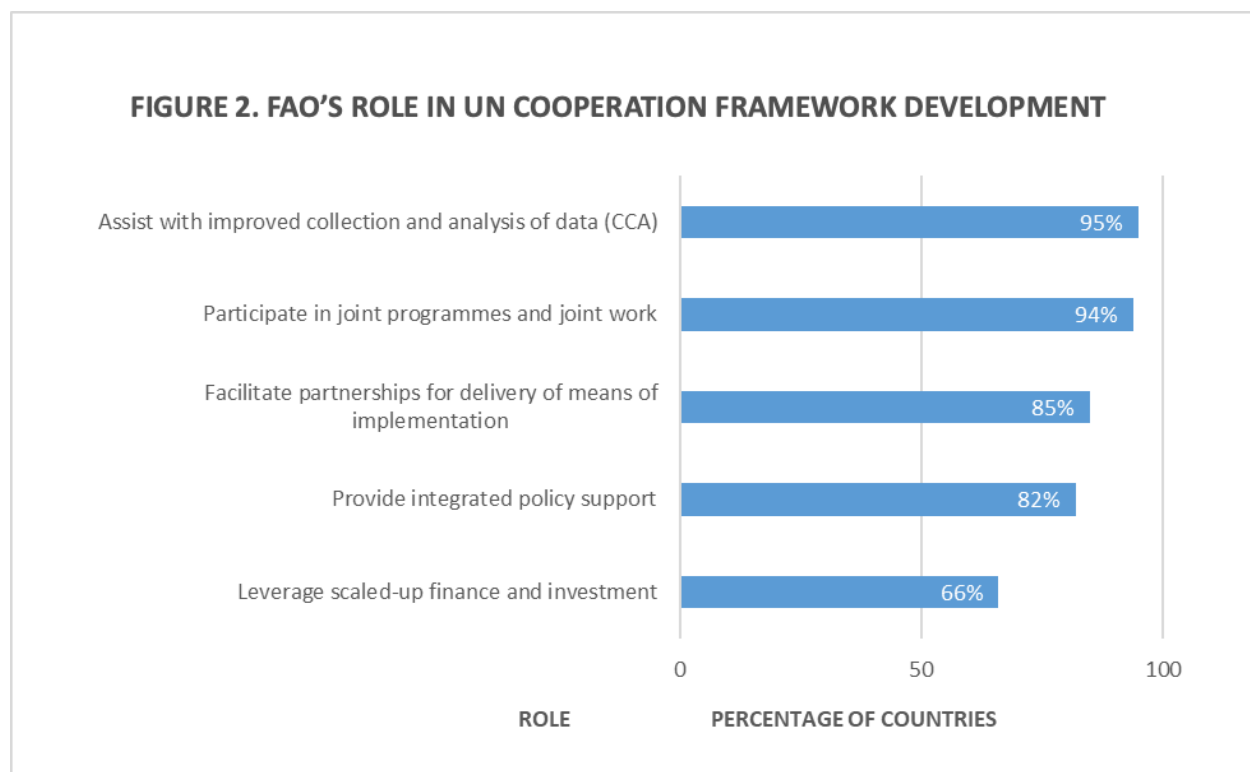 FIGURE 2. FAO'S ROLE IN UN COOPERATION FRAMEWORK DEVELOPMENT
Assist with improved collection and analysis of data (CCA)
95%
Participate in joint programmes and joint work
94%
Facilitate partnerships for delivery of means of
implementation
85%
Provide integrated policy support
82%
Leverage scaled-up finance and investment
66%
0
50
100
ROLE
PERCENTAGE OF COUNTRIES